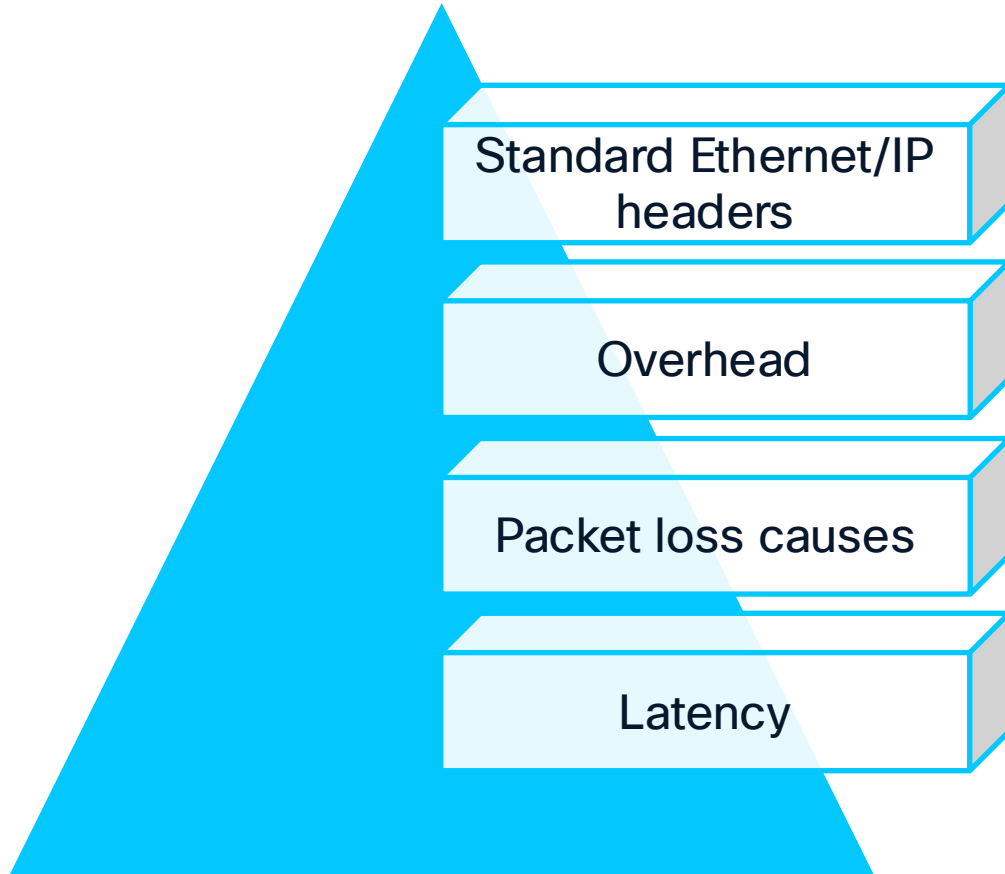 Standard Ethernet/IP
headers
Overhead
Packet loss causes
Latency